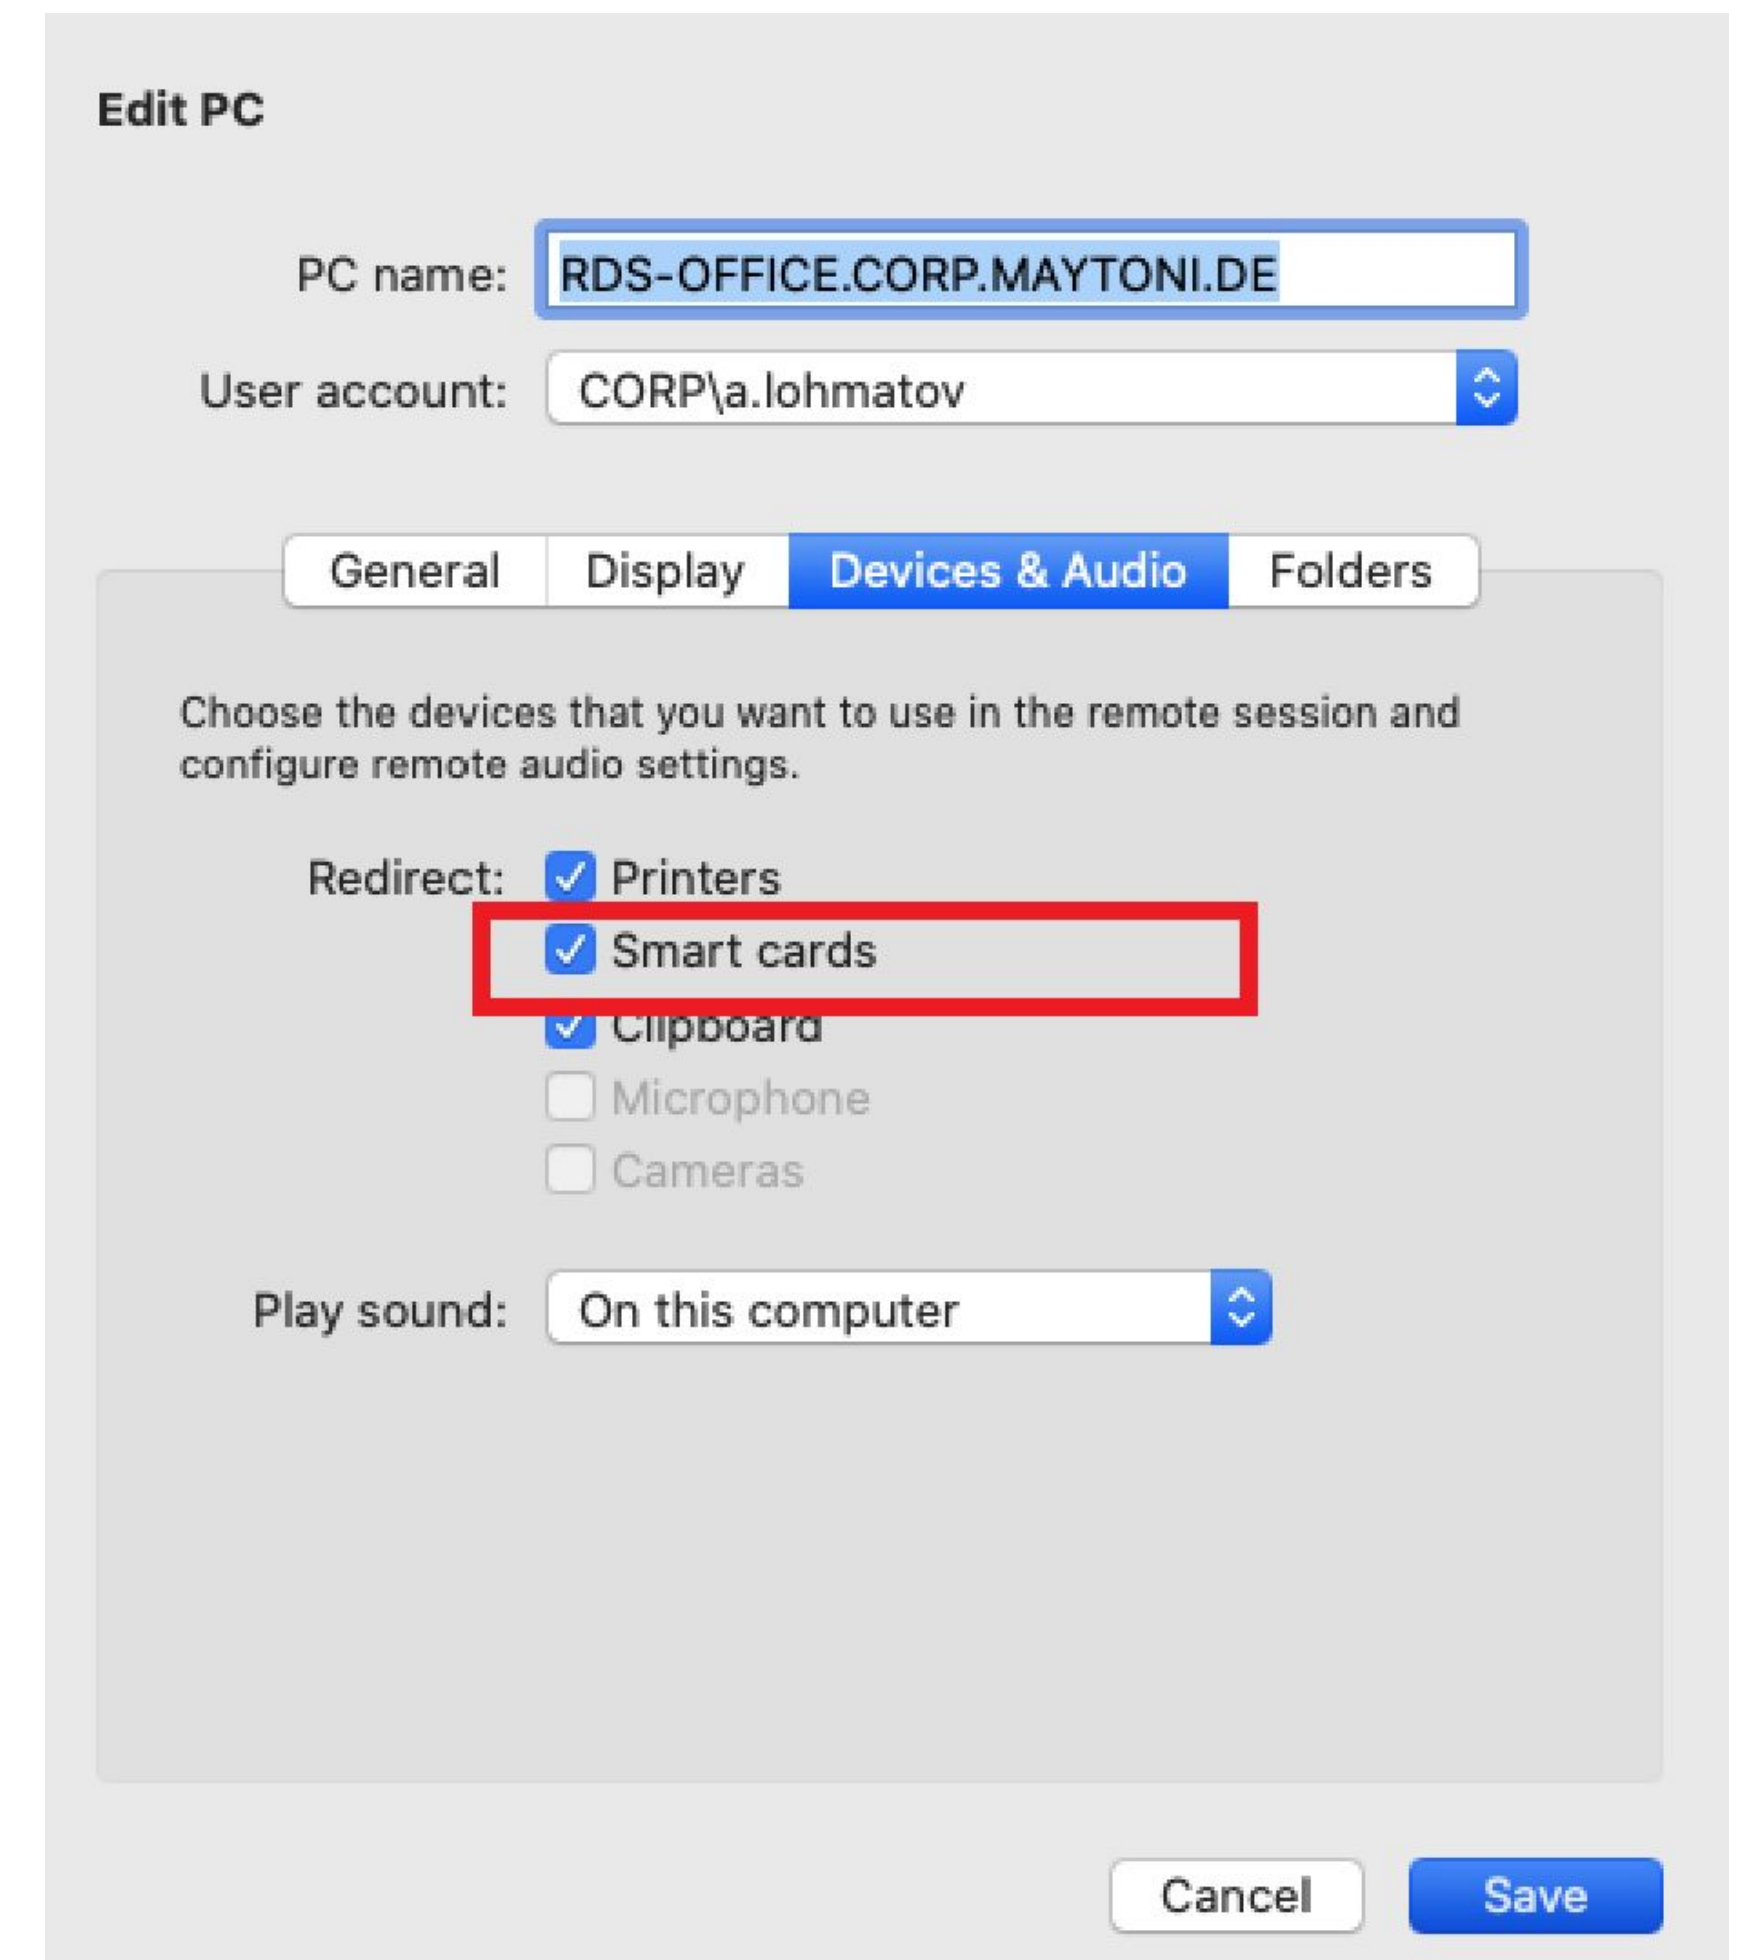 Edit PC
PC name: RDS-OFFICE.CORP.MAYTONI.DE
User account: CORP\a.lohmatov
General Display Devices & Audio Folders
Choose the devices that you want to use in the remote session and
configure remote audio settings.
Redirect: Printers
Smart cards
Clipboard
Microphone
Cameras
Play sound: On this computer
Cancel Save